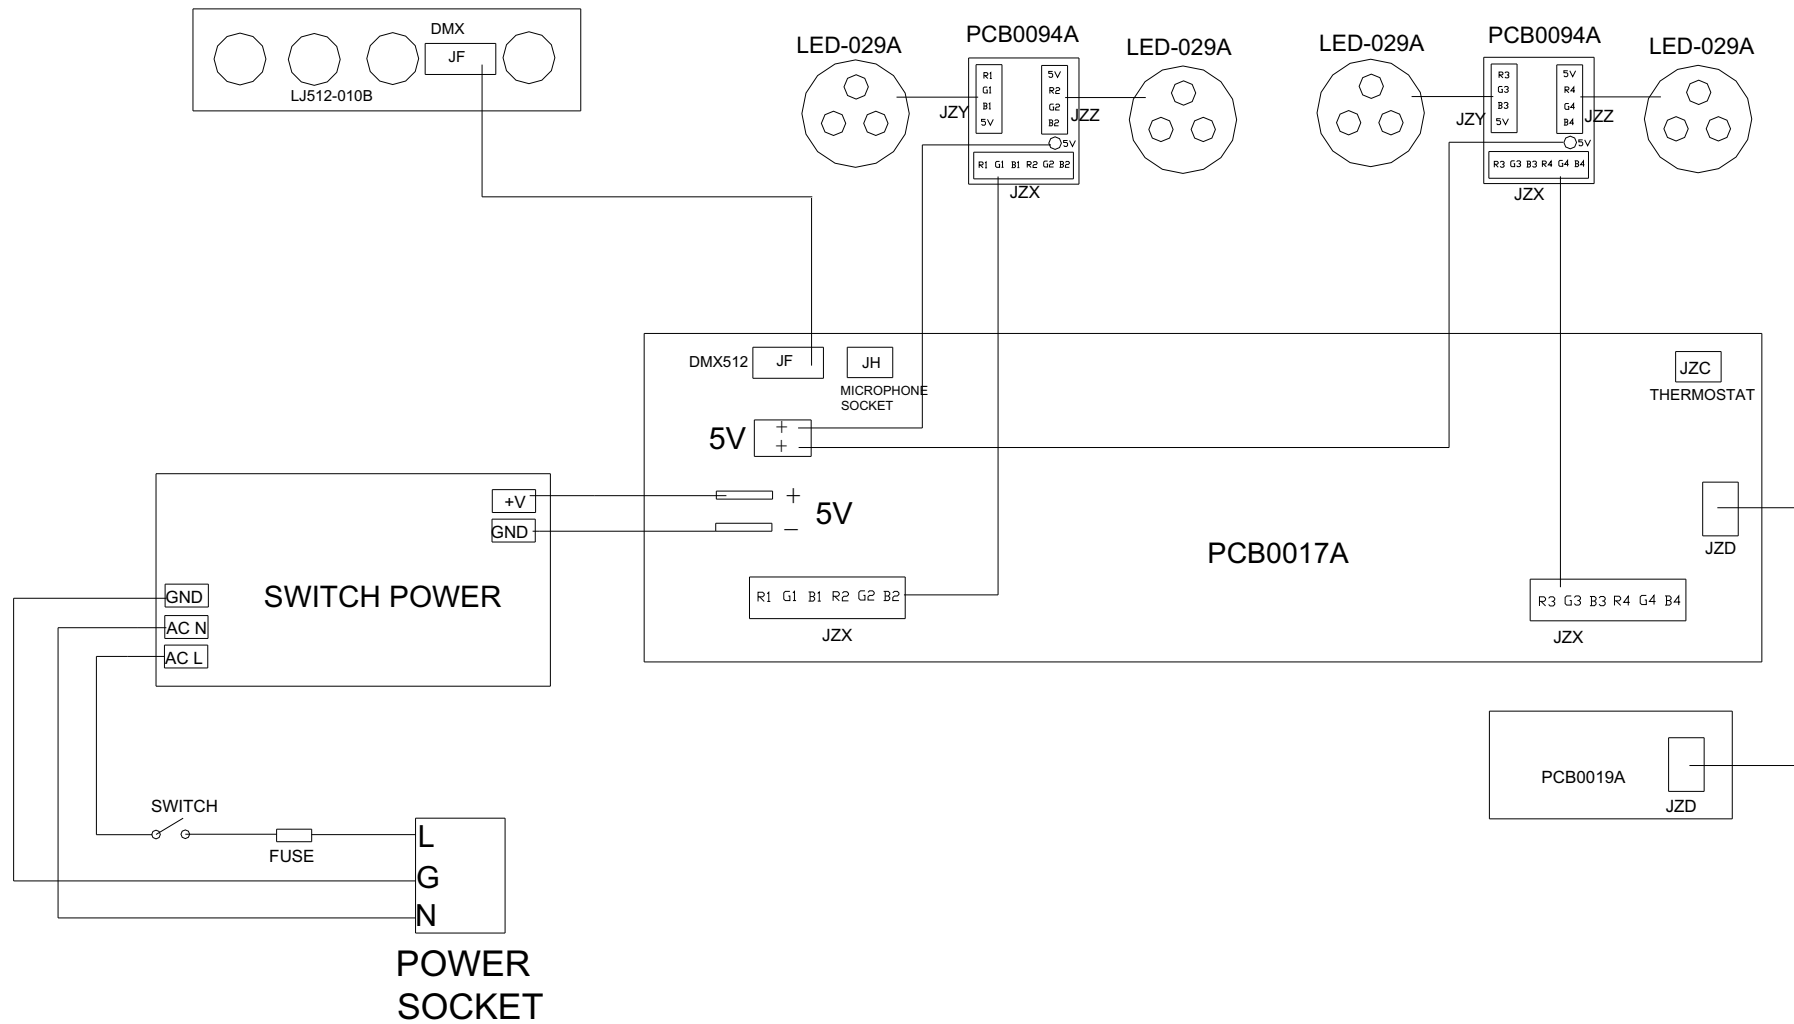 DMX
JF
LJ512-010B
LED-029A
PCB0094A
LED-029A
R1
G1
B1
5V
JZY
5V
R2
G2
B2
JZZ
5V
R1 G1 B1 R2 G2 B2
JZX
LED-029A
PCB0094A
LED-029A
R3
G3
B3
5V
JZY
5V
R4
G4
B4
JZZ
5V
R3 G3 B3 R4 G4 B4
JZX
DMX512
JF
JH
MICROPHONE
SOCKET
JZC
THERMOSTAT
5V
+
+
+
5V
–
PCB0017A
JZD
R1 G1 B1 R2 G2 B2
JZX
R3 G3 B3 R4 G4 B4
JZX
+V
GND
SWITCH POWER
GND
AC N
AC L
PCB0019A
JZD
SWITCH
FUSE
L
G
N
POWER
SOCKET